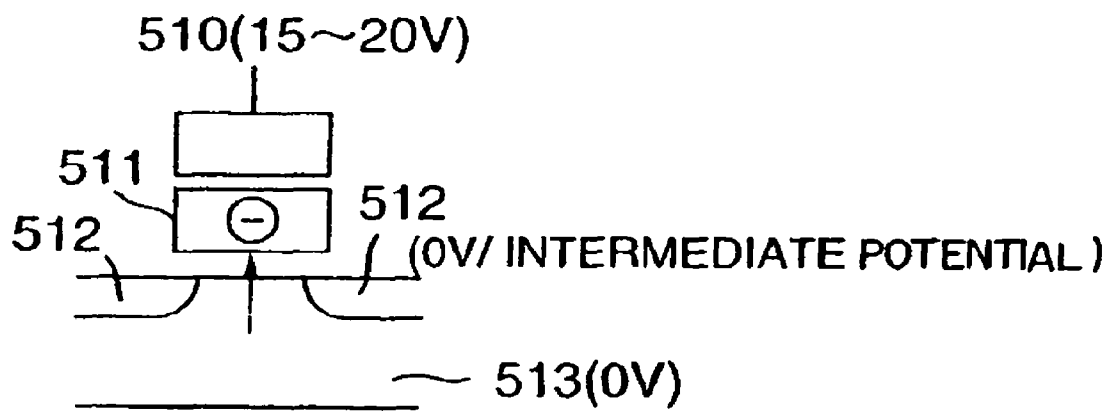 510(15~20V)
511
512
512
(0V/ INTERMEDIATE POTENTIAL)
513(0V)